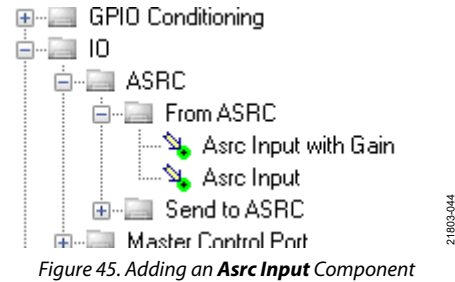 GPIO Conditioning
IO
ASRC
From ASRC
Asrc Input with Gain
Asrc Input
Send to ASRC
Master Control Port
21803-044
Figure 45. Adding an Asrc Input Component